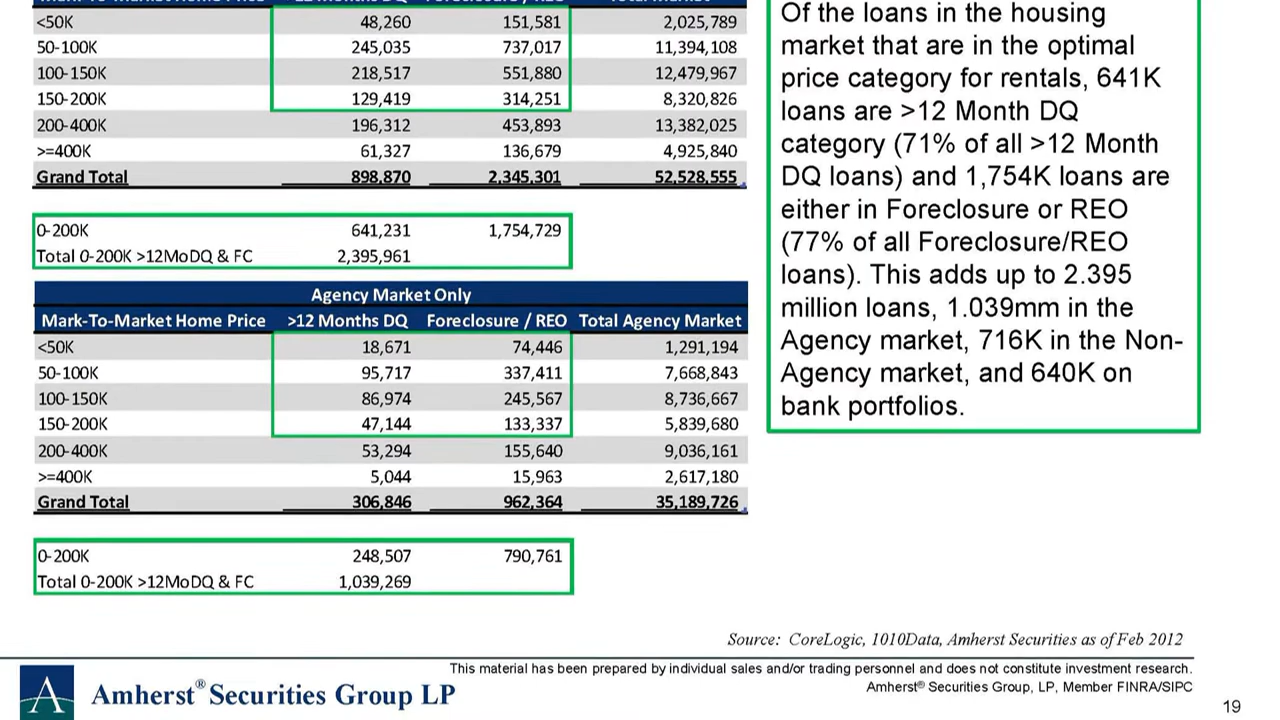 <50K 48,260 151,581 2,025,789
50-100K 245,035 737,017 11,394,108
100-150K 218,517 551,880 12,479,967
150-200K 129,419 314,251 8,320,826
200-400K 196,312 453,893 13,382,025
>=400K 61,327 136,679 4,925,840
Grand Total 898,870 2,345,301 52,528,555
0-200K 641,231 1,754,729
Total 0-200K >12MoDQ & FC 2,395,961
Agency Market Only
Mark-To-Market Home Price >12 Months DQ Foreclosure / REO Total Agency Market
<50K 18,671 74,446 1,291,194
50-100K 95,717 337,411 7,668,843
100-150K 86,974 245,567 8,736,667
150-200K 47,144 133,337 5,839,680
200-400K 53,294 155,640 9,036,161
>=400K 5,044 15,963 2,617,180
Grand Total 306,846 962,364 35,189,726
0-200K 248,507 790,761
Total 0-200K >12MoDQ & FC 1,039,269
Of the loans in the housing
market that are in the optimal
price category for rentals, 641K
loans are >12 Month DQ
category (71% of all >12 Month
DQ loans) and 1,754K loans are
either in Foreclosure or REO
(77% of all Foreclosure/REO
loans). This adds up to 2.395
million loans, 1.039mm in the
Agency market, 716K in the Non-
Agency market, and 640K on
bank portfolios.
Source: CoreLogic, 1010Data, Amherst Securities as of Feb 2012
This material has been prepared by individual sales and/or trading personnel and does not constitute investment research.
Amherst® Securities Group, LP, Member FINRA/SIPC
Amherst® Securities Group LP
19